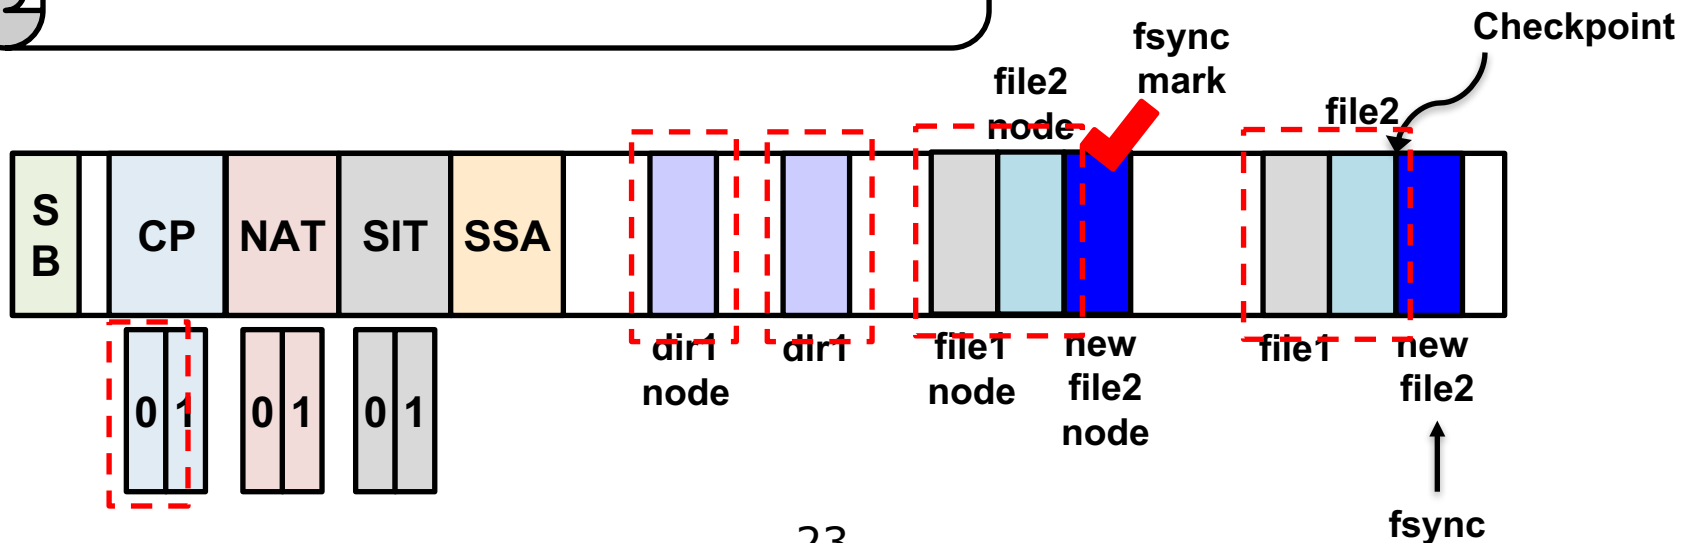 Checkpoint
fsync
mark
file2
node
file2
S
B
CP
NAT
SIT
SSA
dir1
node
dir1
file1
node
new
file2
node
file1
new
file2
0 1
0 1
0 1
fsync
23